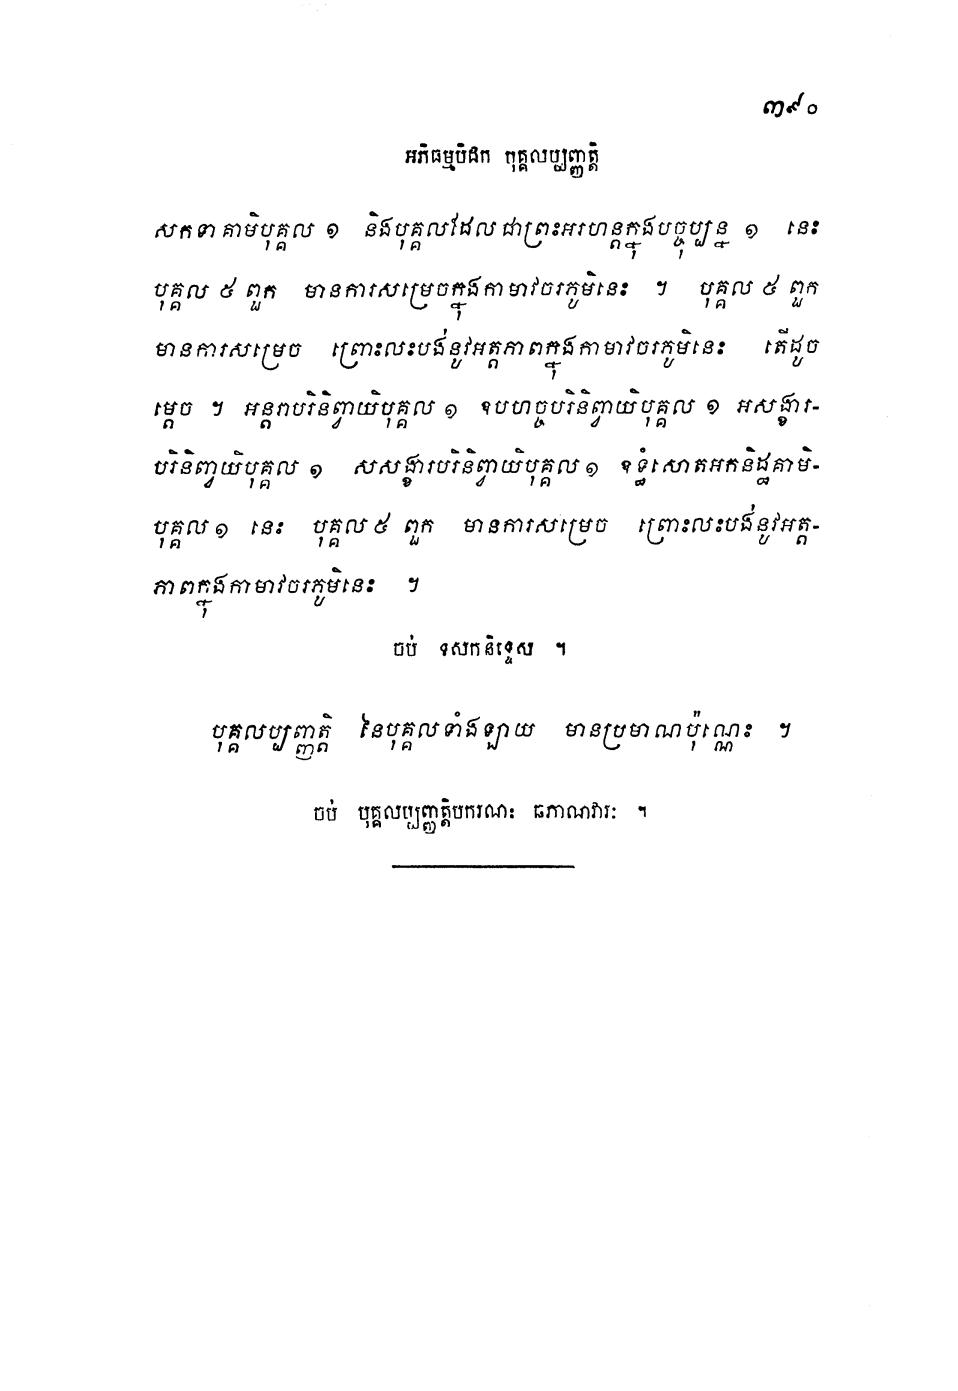 ៣៩០
អភិធម្មបិដក បុគ្គលប្បញ្ញត្តិ
សកទាគាមិបុគ្គល ១ និងបុគ្គលដែលជាព្រះអរហន្តក្នុងបច្ចុប្បន្ន ១ នេះ
បុគ្គល ៥ ពួក មានការសម្រេចក្នុងកាមាវចរភូមិនេះ ។ បុគ្គល ៥ ពួក
មានការសម្រេច ព្រោះលះបង់នូវអត្តភាពក្នុងកាមាវចរភូមិនេះ តើដូច
ម្តេច ។ អន្តរាបរិនិព្វាយិបុគ្គល ១ ឧបហច្ចបរិនិព្វាយិបុគ្គល ១ អសង្ខារ-
បរិនិព្វាយិបុគ្គល ១ សសង្ខារបរិនិព្វាយិបុគ្គល ១ ឧទ្ធំសោតអកនិដ្ឋគាមិ-
បុគ្គល ១ នេះ បុគ្គល ៥ ពួក មានការសម្រេច ព្រោះលះបង់នូវអត្ត-
ភាពក្នុងកាមាវចរភូមិនេះ ។
ចប់ ទសកនិទ្ទេស ។
បុគ្គលប្បញ្ញត្តិ នៃបុគ្គលទាំងឡាយ មានប្រមាណប៉ុណ្ណេះ ។
ចប់ បុគ្គលប្បញ្ញត្តិបករណៈ ឆភាណវារៈ ។